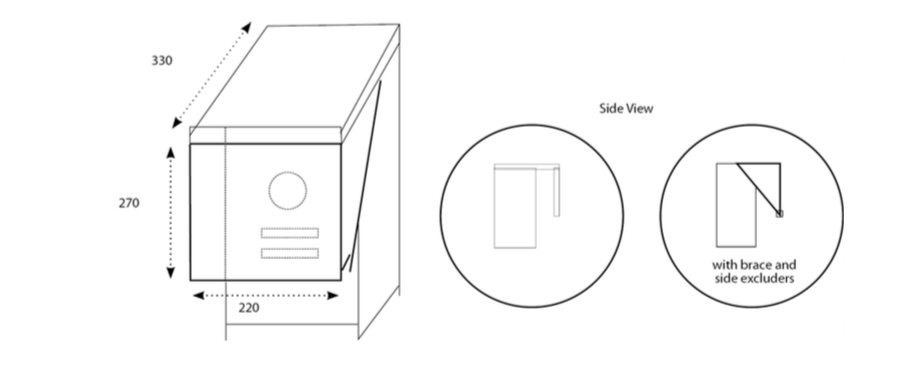 330
Side View
270
220
with brace and
side excluders